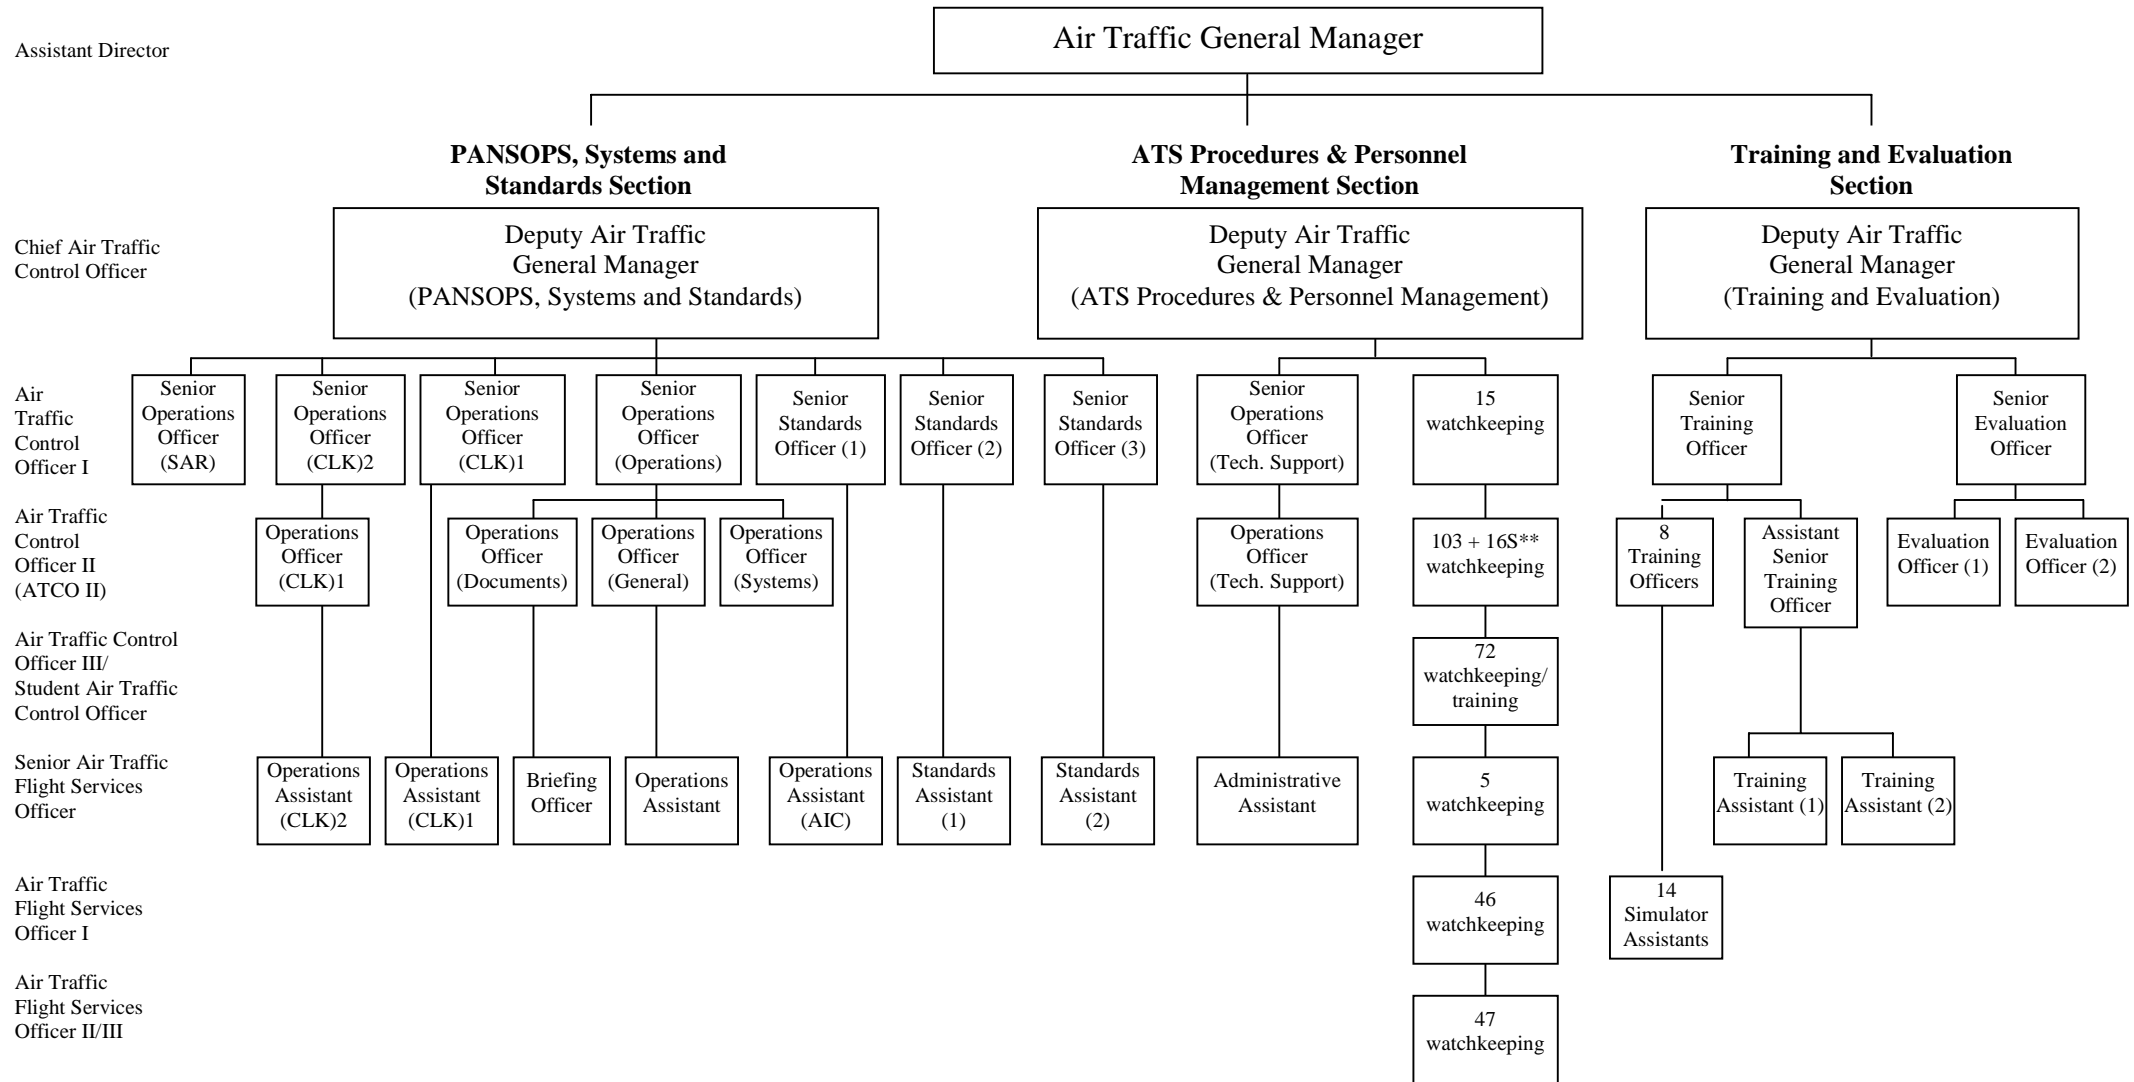 Assistant Director
Air Traffic General Manager
PANSOPS, Systems and
Standards Section
ATS Procedures & Personnel
Management Section
Training and Evaluation
Section
Chief Air Traffic
Control Officer
Deputy Air Traffic
General Manager
(PANSOPS, Systems and Standards)
Deputy Air Traffic
General Manager
(ATS Procedures & Personnel Management)
Deputy Air Traffic
General Manager
(Training and Evaluation)
Air
Traffic
Control
Officer I
Senior
Operations
Officer
(SAR)
Senior
Operations
Officer
(CLK)2
Senior
Operations
Officer
(CLK)1
Senior
Operations
Officer
(Operations)
Senior
Standards
Officer (1)
Senior
Standards
Officer (2)
Senior
Standards
Officer (3)
Senior
Operations
Officer
(Tech. Support)
15
watchkeeping
Senior
Training
Officer
Senior
Evaluation
Officer
Air Traffic
Control
Officer II
(ATCO II)
Operations
Officer
(CLK)1
Operations
Officer
(Documents)
Operations
Officer
(General)
Operations
Officer
(Systems)
Operations
Officer
(Tech. Support)
103 + 16S**
watchkeeping
8
Training
Officers
Assistant
Senior
Training
Officer
Evaluation
Officer (1)
Evaluation
Officer (2)
Air Traffic Control
Officer III/
Student Air Traffic
Control Officer
72
watchkeeping/
training
Senior Air Traffic
Flight Services
Officer
Operations
Assistant
(CLK)2
Operations
Assistant
(CLK)1
Briefing
Officer
Operations
Assistant
Operations
Assistant
(AIC)
Standards
Assistant
(1)
Standards
Assistant
(2)
Administrative
Assistant
5
watchkeeping
Training
Assistant (1)
Training
Assistant (2)
Air Traffic
Flight Services
Officer I
46
watchkeeping
14
Simulator
Assistants
Air Traffic
Flight Services
Officer II/III
47
watchkeeping